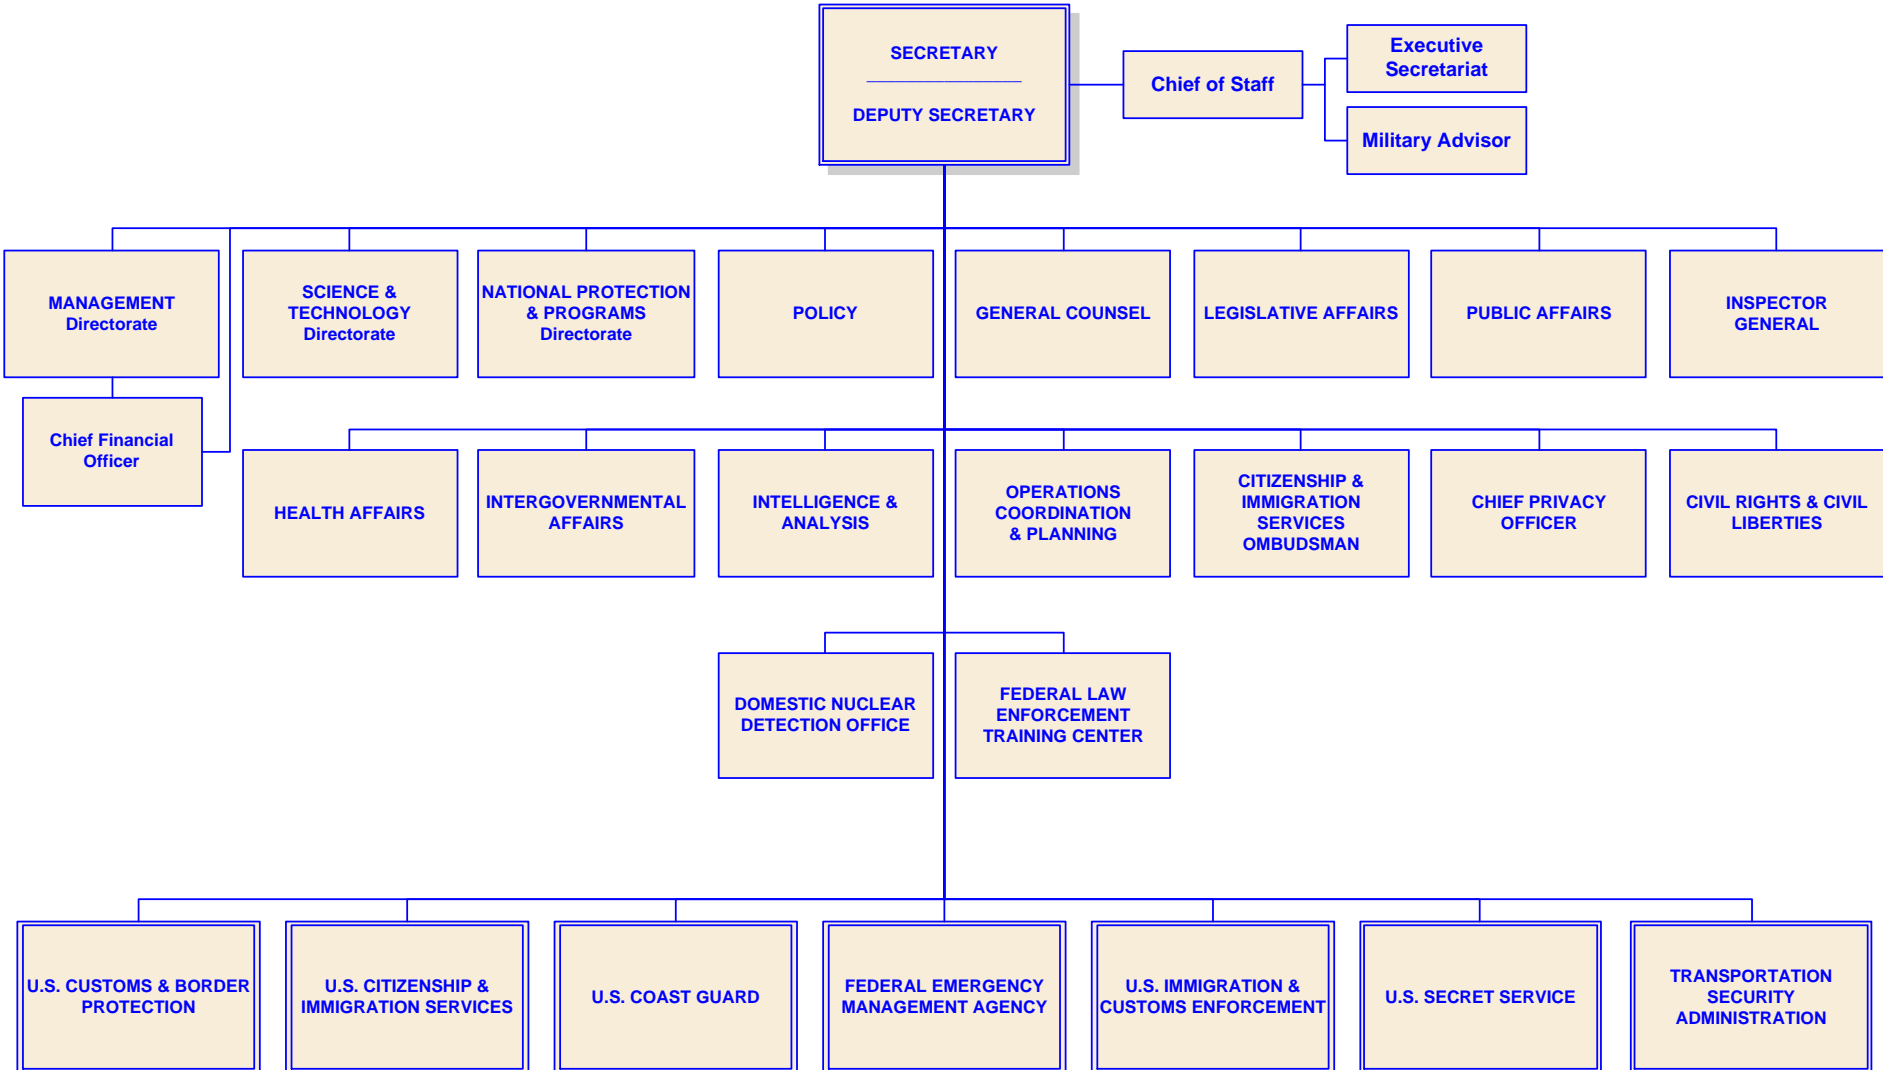 SECRETARY
DEPUTY SECRETARY
Chief of Staff
Executive
Secretariat
Military Advisor
MANAGEMENT
Directorate
SCIENCE &
TECHNOLOGY
Directorate
NATIONAL PROTECTION
& PROGRAMS
Directorate
POLICY
GENERAL COUNSEL
LEGISLATIVE AFFAIRS
PUBLIC AFFAIRS
INSPECTOR
GENERAL
Chief Financial
Officer
HEALTH AFFAIRS
INTERGOVERNMENTAL
AFFAIRS
INTELLIGENCE &
ANALYSIS
OPERATIONS
COORDINATION
& PLANNING
CITIZENSHIP &
IMMIGRATION
SERVICES
OMBUDSMAN
CHIEF PRIVACY
OFFICER
CIVIL RIGHTS & CIVIL
LIBERTIES
DOMESTIC NUCLEAR
DETECTION OFFICE
FEDERAL LAW
ENFORCEMENT
TRAINING CENTER
U.S. CUSTOMS & BORDER
PROTECTION
U.S. CITIZENSHIP &
IMMIGRATION SERVICES
U.S. COAST GUARD
FEDERAL EMERGENCY
MANAGEMENT AGENCY
U.S. IMMIGRATION &
CUSTOMS ENFORCEMENT
U.S. SECRET SERVICE
TRANSPORTATION
SECURITY
ADMINISTRATION